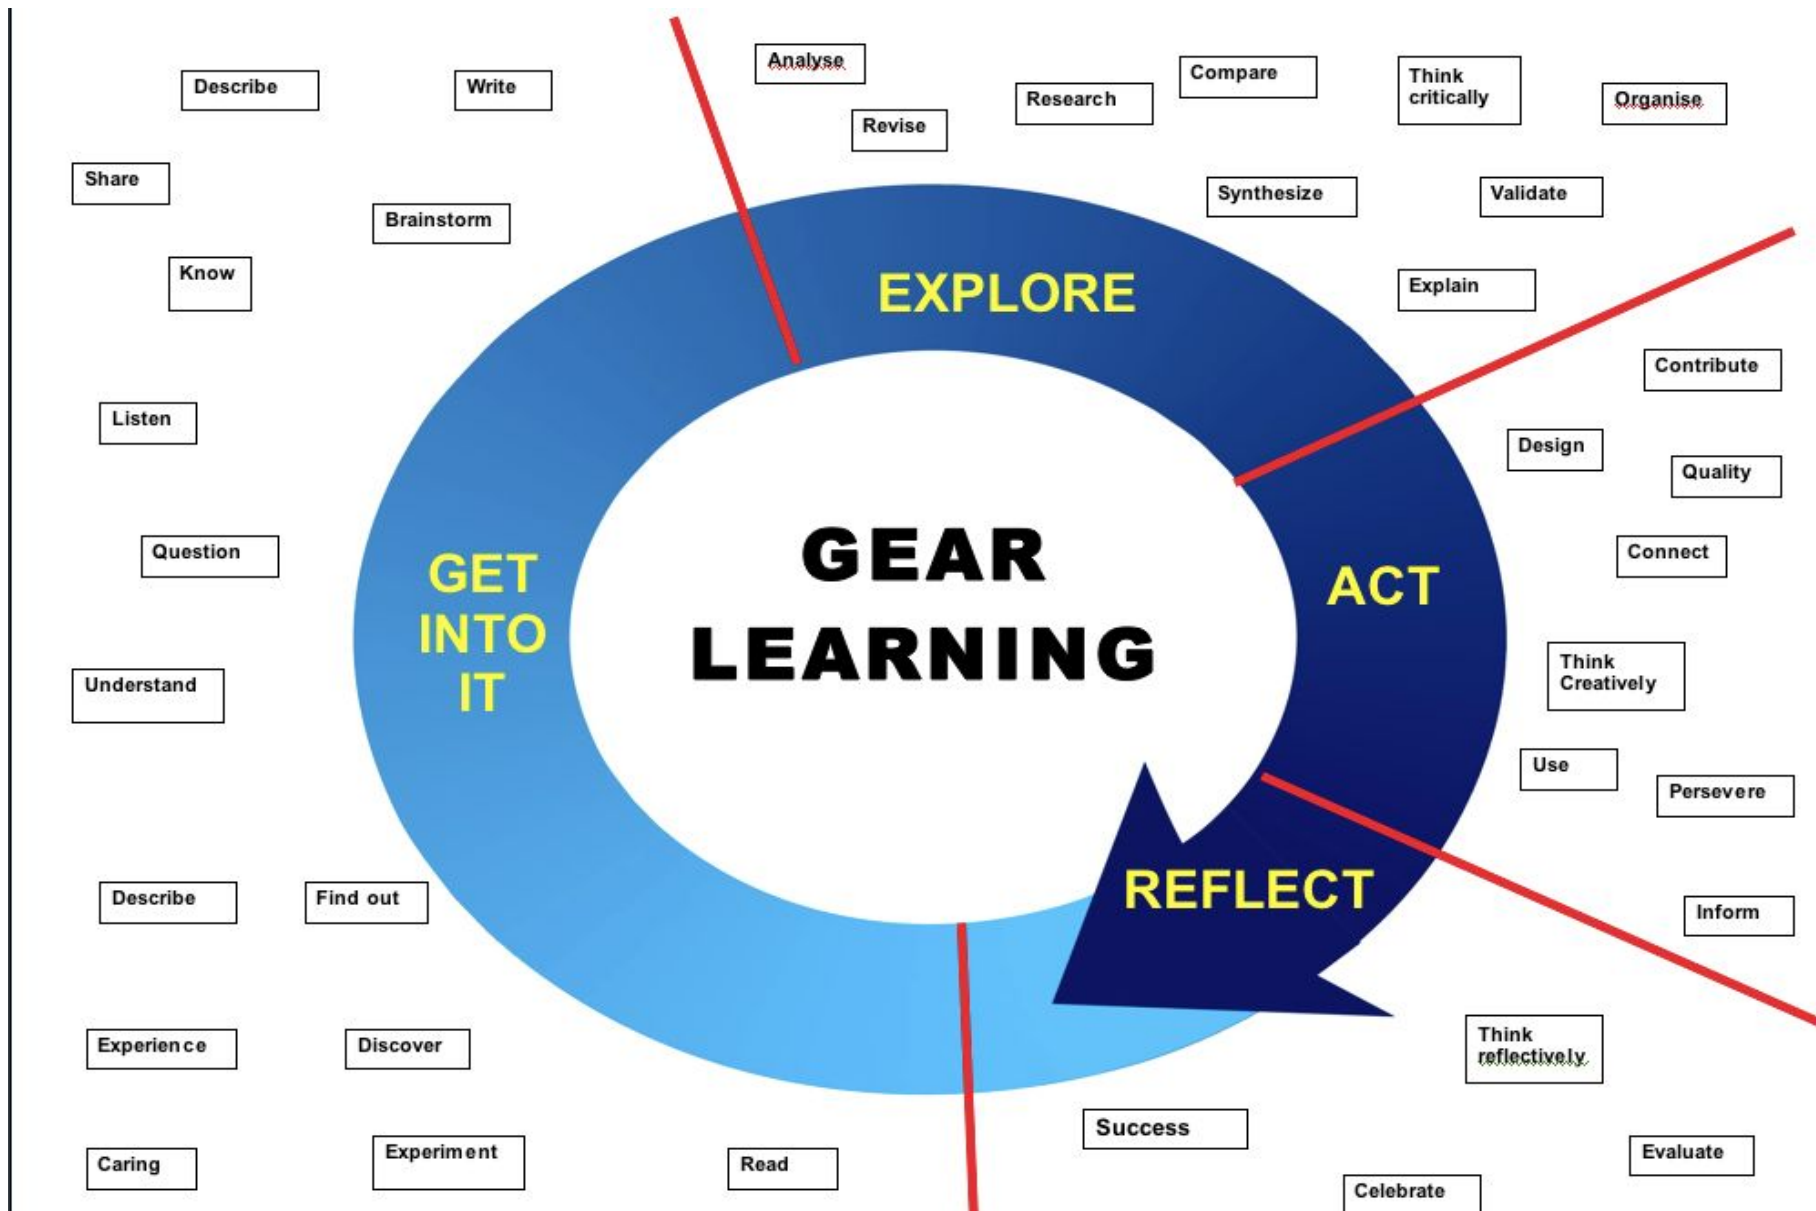 Describe
Write
Analyse
Revise
Research
Compare
Think
critically
Organise
Share
Brainstorm
Know
Synthesize
Validate
Explain
EXPLORE
Contribute
Listen
Design
Quality
Question
Connect
GET
INTO
IT
GEAR
LEARNING
ACT
Understand
Think
Creatively
Use
Persevere
Describe
Find out
REFLECT
Inform
Experience
Discover
Think
reflectively
Success
Caring
Experiment
Read
Evaluate
Celebrate